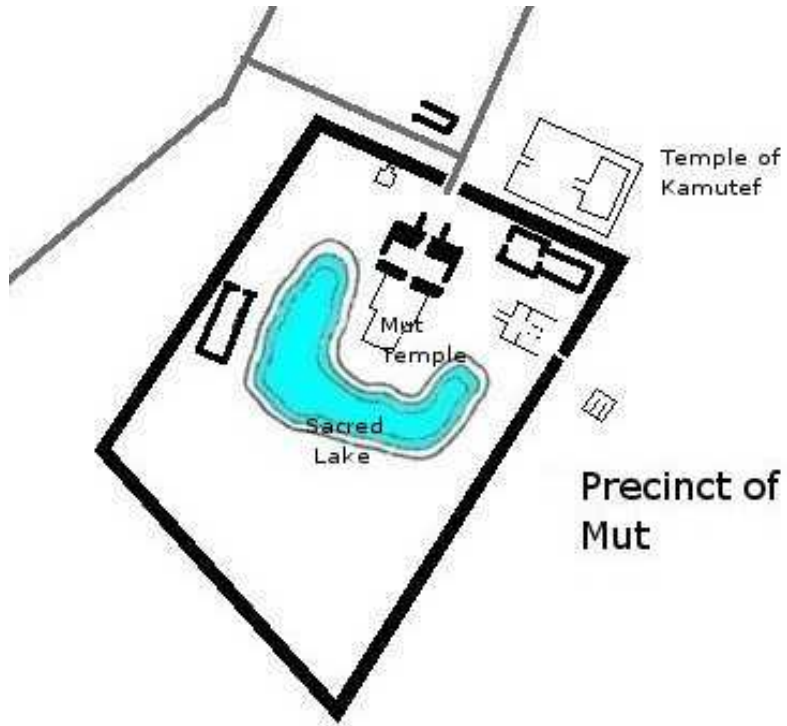 Temple of
Kamutef
Mut
Temple
Sacred
Lake
Precinct of
Mut